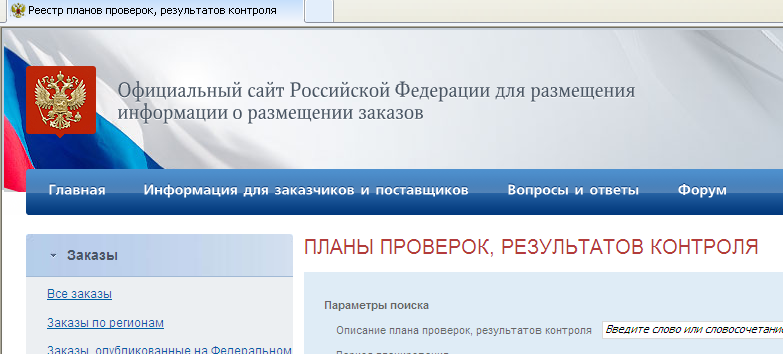 Реестр планов проверок, результатов контроля
Официальный сайт Российской Федерации для размещения
информации о размещении заказов
Главная Информация для заказчиков и поставщиков Вопросы и ответы Форум
Заказы
Все заказы
Заказы по регионам
Заказы, опубликованные на Федеральном
ПЛАНЫ ПРОВЕРОК, РЕЗУЛЬТАТОВ КОНТРОЛЯ
Параметры поиска
Описание плана проверок, результатов контроля Введите слово или словосочетание